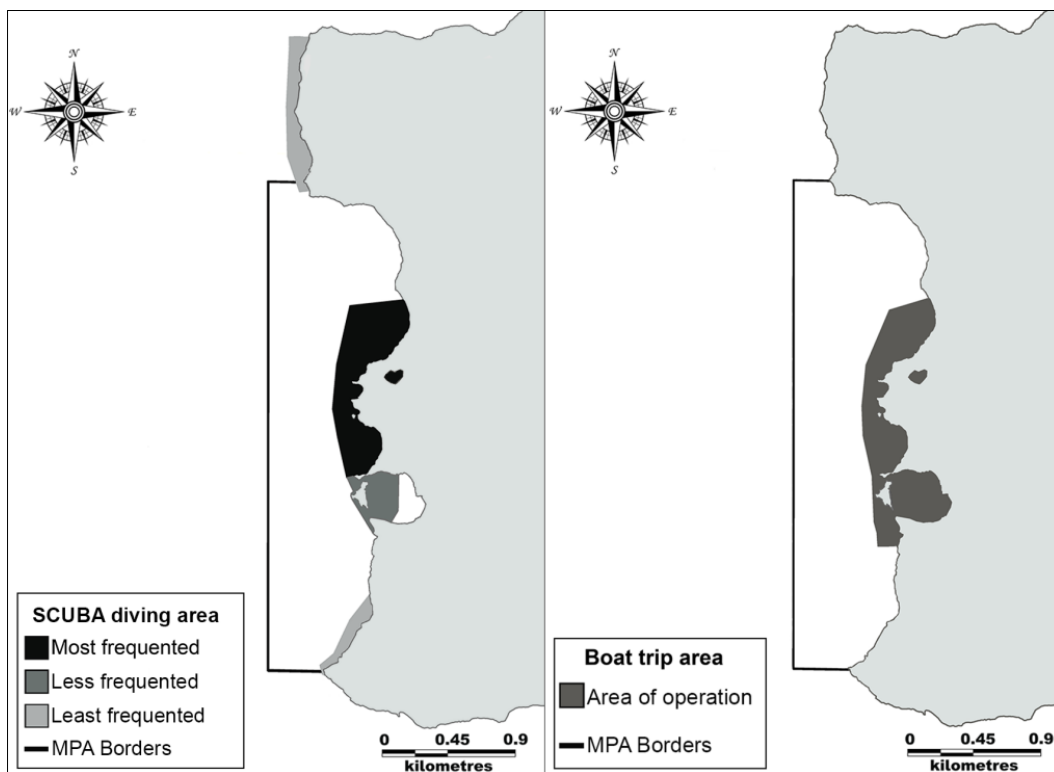 N
W E
S
SCUBA diving area
Most frequented
Less frequented
Least frequented
MPA Borders
0 0.45 0.9
kilometres
N
W E
S
Boat trip area
Area of operation
MPA Borders
0 0.45 0.9
kilometres